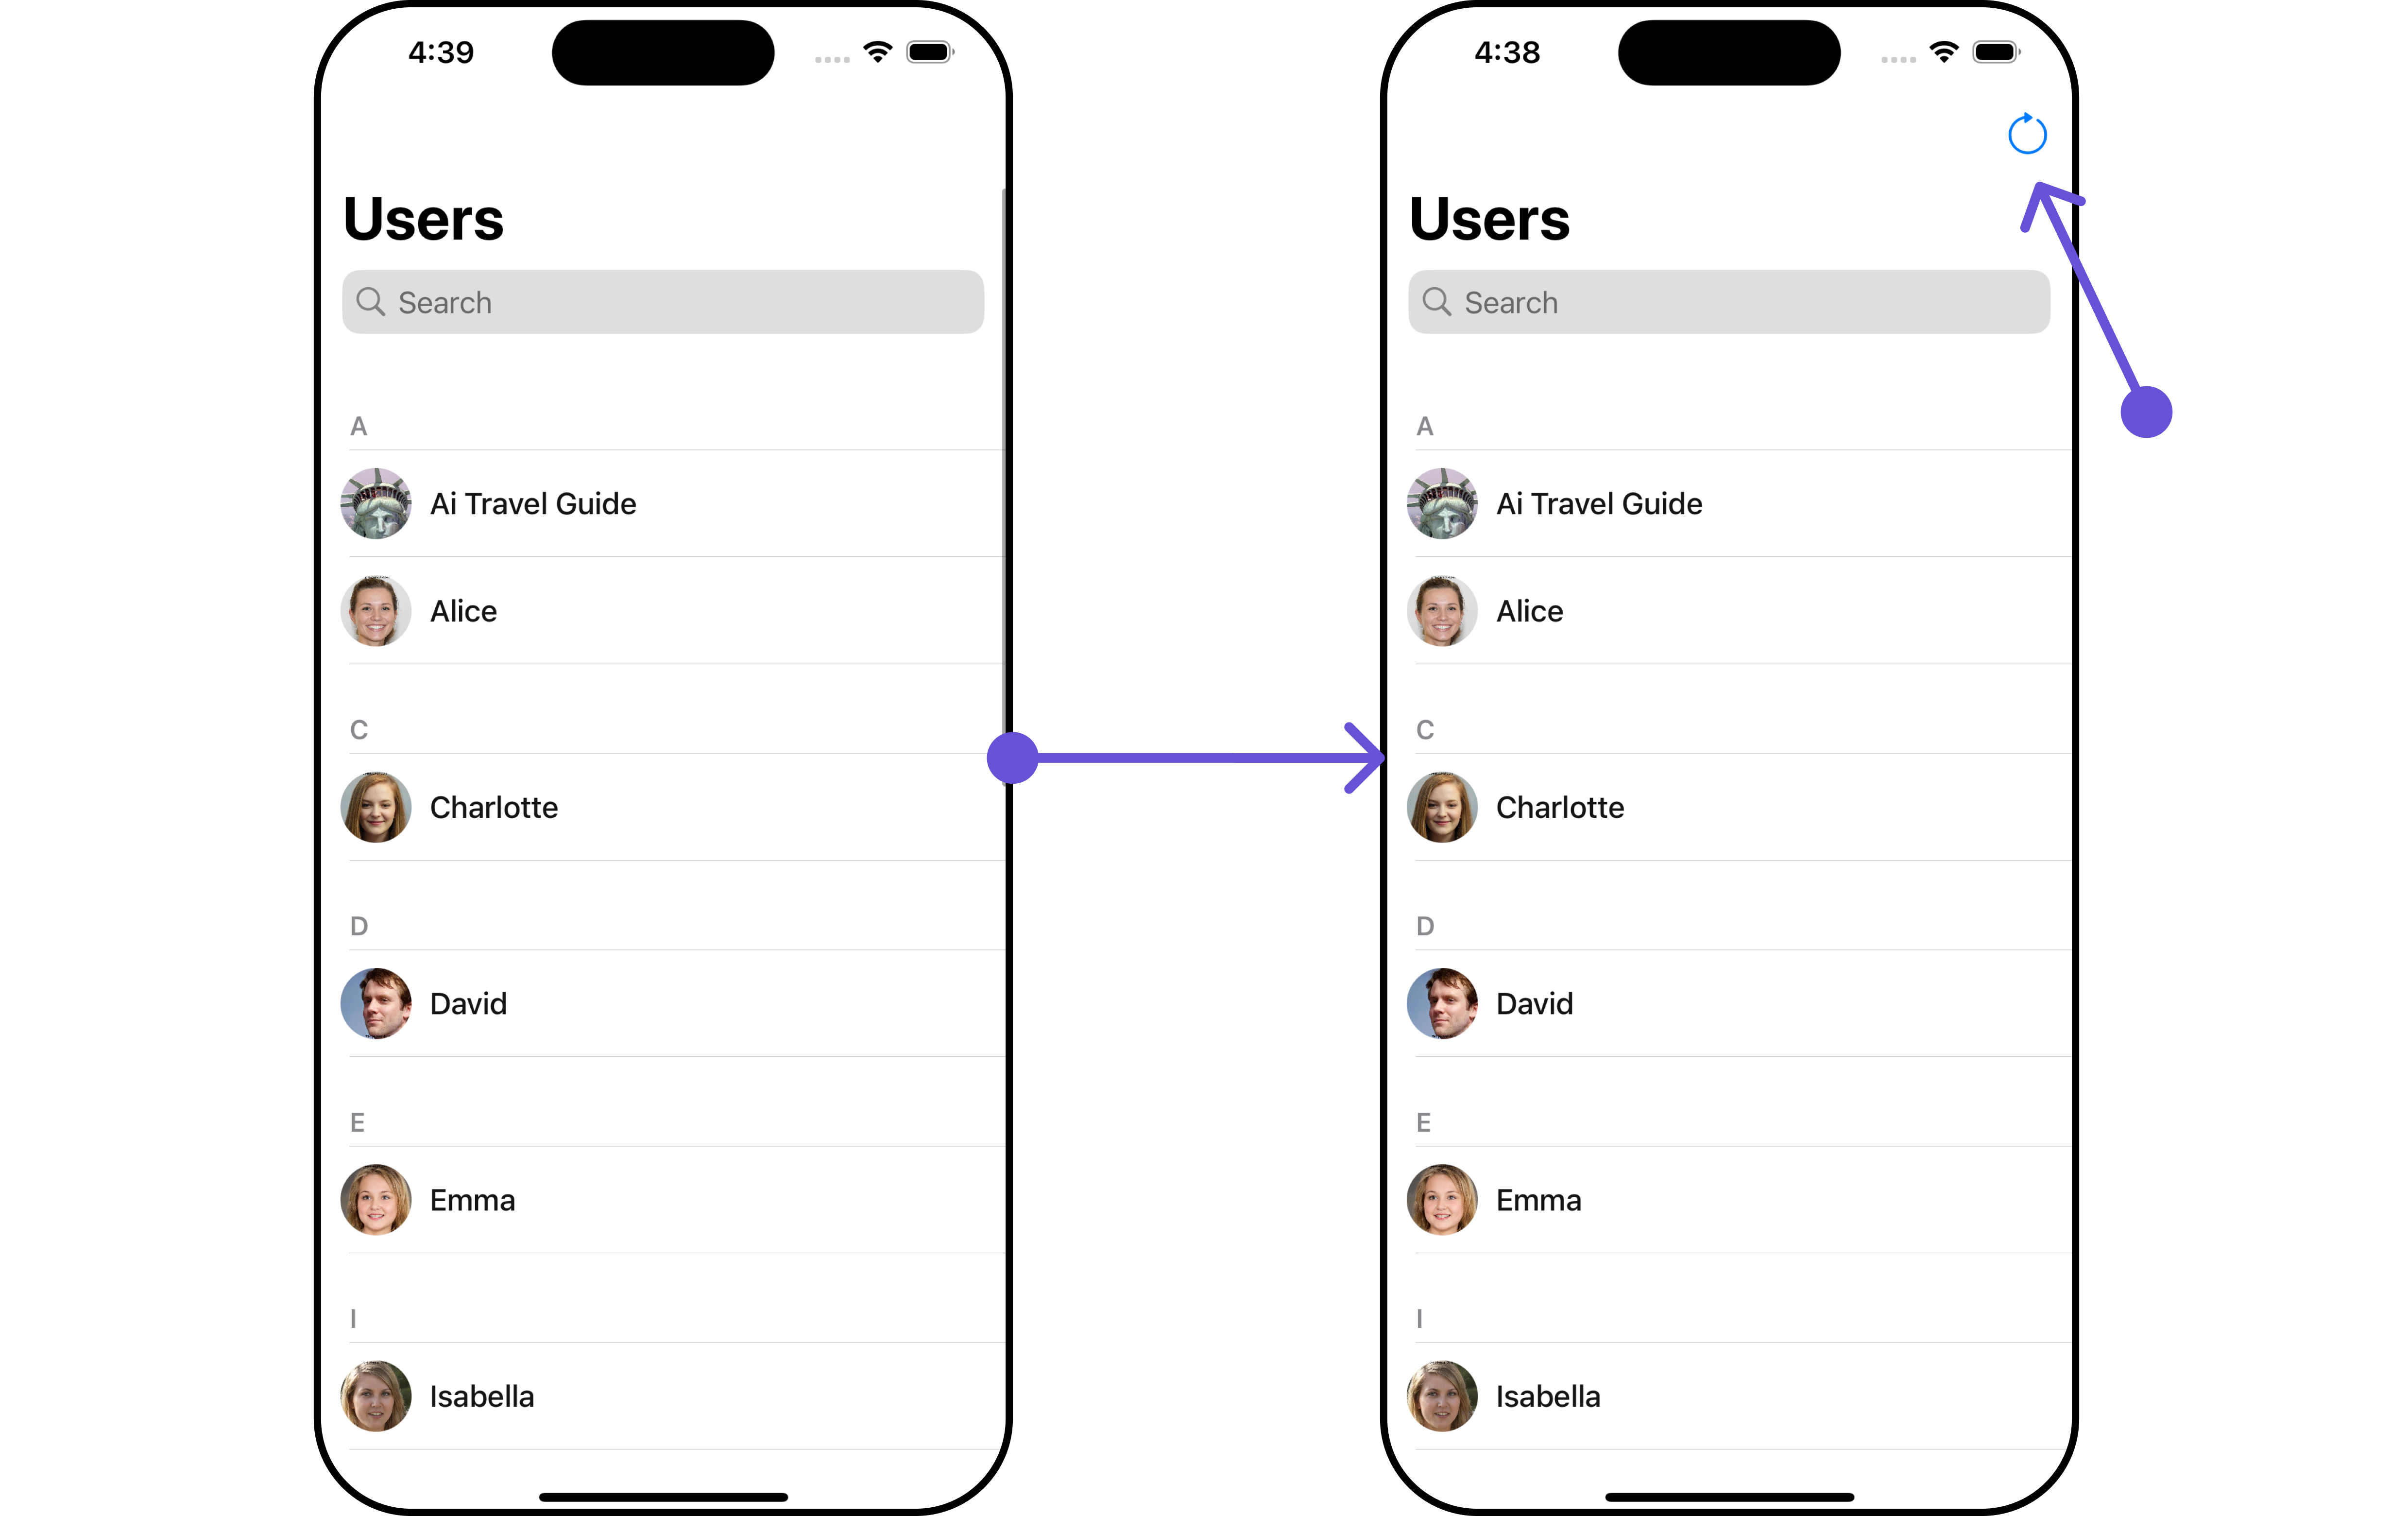 4:39
Users
Search
A
Ai Travel Guide
Alice
C
Charlotte
D
David
E
Emma
I
Isabella
4:38
Users
Search
A
Ai Travel Guide
Alice
C
Charlotte
D
David
E
Emma
I
Isabella